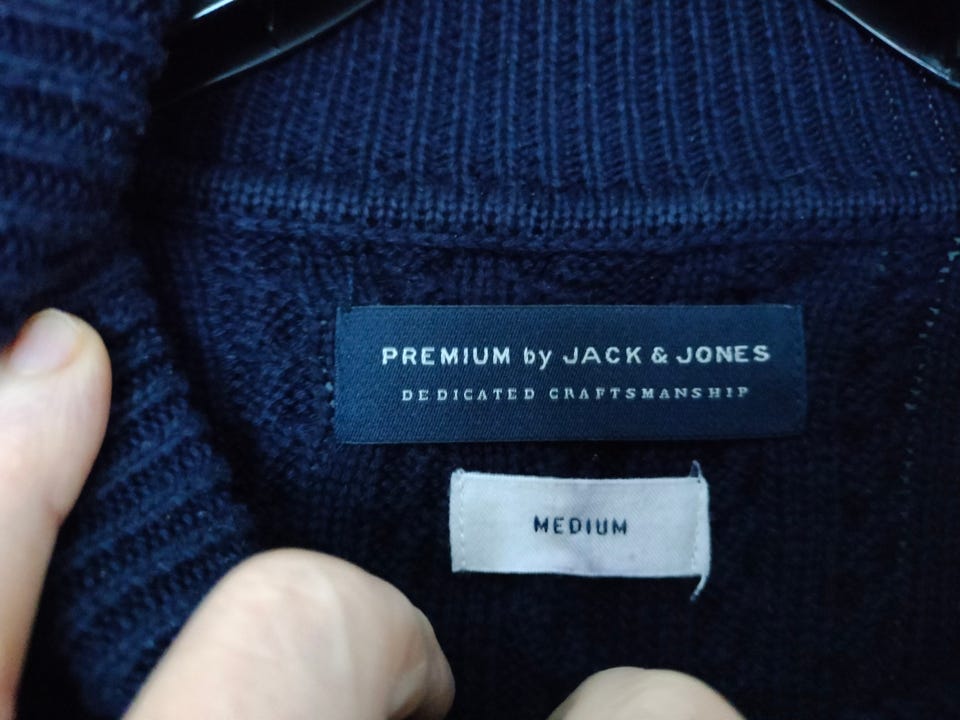 PREMIUM by JACK & JONES
DEDICATED CRAFTSMANSHIP
MEDIUM